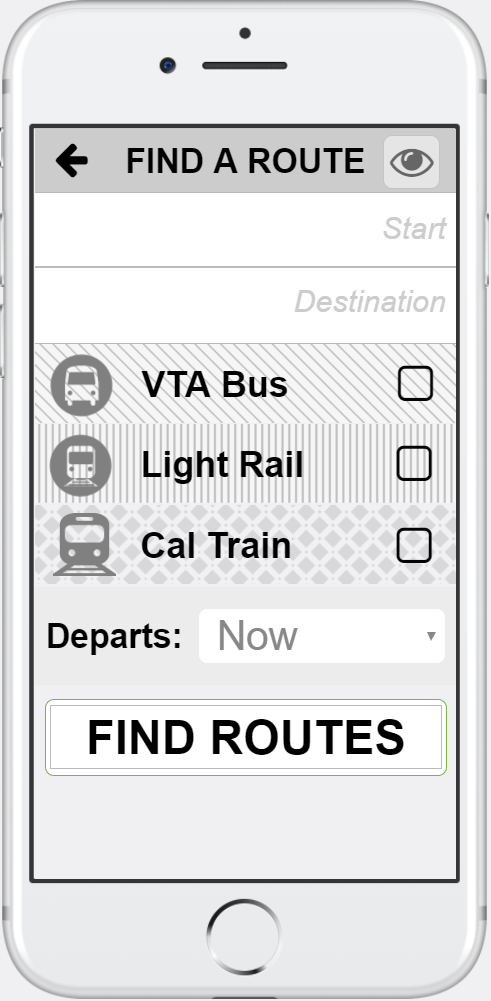 FIND A ROUTE
Start
Destination
VTA Bus
Light Rail
Cal Train
Departs: Now
FIND ROUTES